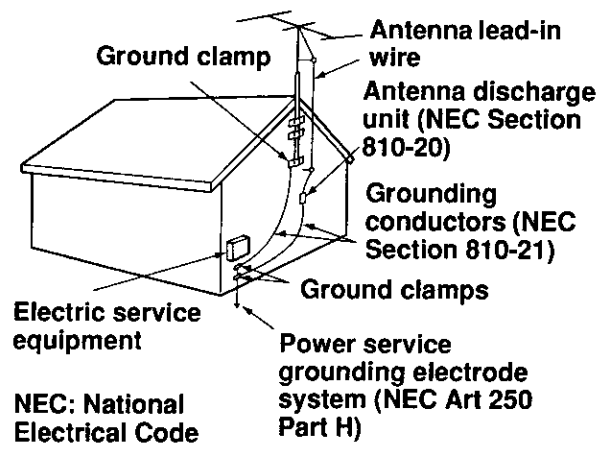 Antenna lead-in
wire
Ground clamp
Antenna discharge
unit (NEC Section
810-20)
Grounding
conductors (NEC
Section 810-21)
Ground clamps
Electric service
equipment
Power service
grounding electrode
system (NEC Art 250
Part H)
NEC: National
Electrical Code